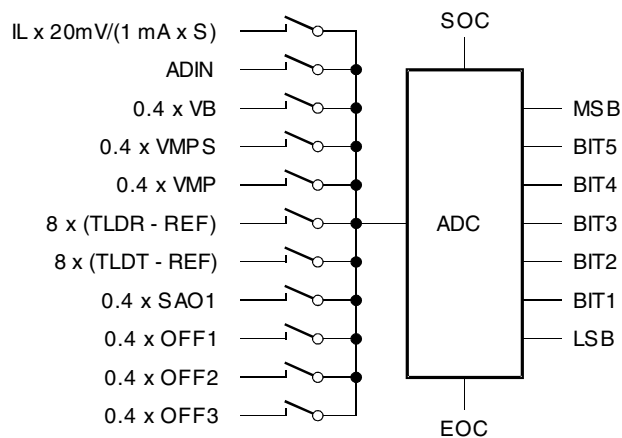 IL x 20mV/(1 mA x S)
ADIN
0.4 x VB
0.4 x VMPS
0.4 x VMP
8 x (TLDR - REF)
8 x (TLDT - REF)
0.4 x SAO1
0.4 x OFF1
0.4 x OFF2
0.4 x OFF3
SOC
ADC
EOC
MSB
BIT5
BIT4
BIT3
BIT2
BIT1
LSB